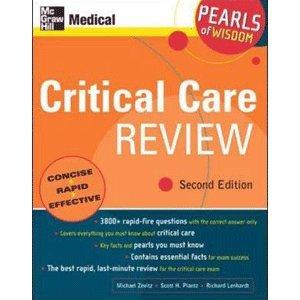 Mc
Graw
Hill
Medical
PEARLS
of WISDOM
Critical Care
REVIEW
Second Edition
CONCISE
RAPID
EFFECTIVE
• 3800+ rapid-fire questions with the correct answer only
• Covers everything you must know about critical care
• Key facts and pearls you must know
• Contains essential facts for exam success
• The best rapid, last-minute review for the critical care exam
Michael Zevitz • Scott H. Plantz • Richard Lenhardt